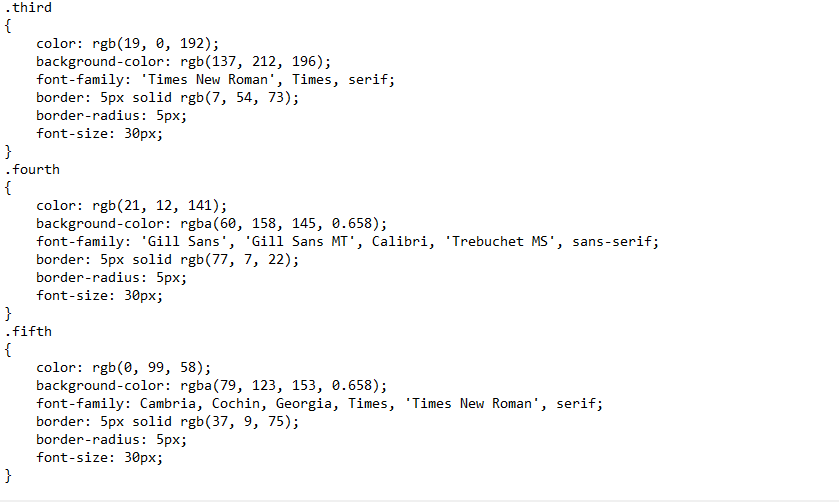 .third
{
    color: rgb(19, 0, 192);
    background-color: rgb(137, 212, 196);
    font-family: 'Times New Roman', Times, serif;
    border: 5px solid rgb(7, 54, 73);
    border-radius: 5px;
    font-size: 30px;
}
.fourth
{
    color: rgb(21, 12, 141);
    background-color: rgba(60, 158, 145, 0.658);
    font-family: 'Gill Sans', 'Gill Sans MT', Calibri, 'Trebuchet MS', sans-serif;
    border: 5px solid rgb(77, 7, 22);
    border-radius: 5px;
    font-size: 30px;
}
.fifth
{
    color: rgb(0, 99, 58);
    background-color: rgba(79, 123, 153, 0.658);
    font-family: Cambria, Cochin, Georgia, Times, 'Times New Roman', serif;
    border: 5px solid rgb(37, 9, 75);
    border-radius: 5px;
    font-size: 30px;
}